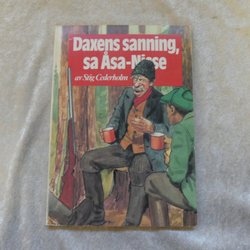 Daxens sanning,
sa Åsa-Nisse
av Stig Cederholm